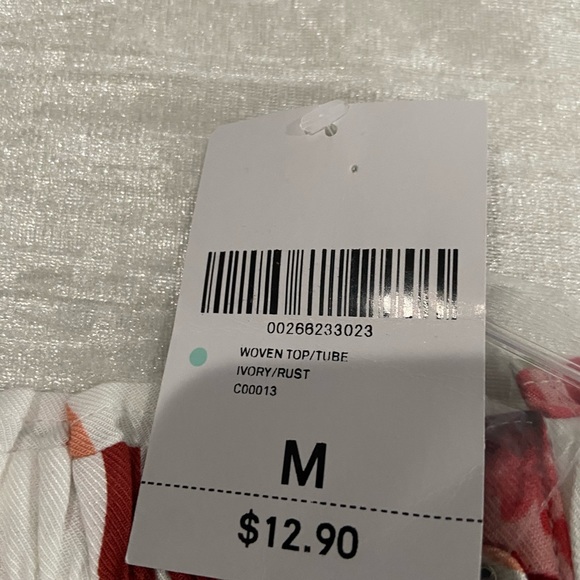 00266233023
WOVEN TOP/TUBE
IVORY/RUST
C00013
M
$12.90